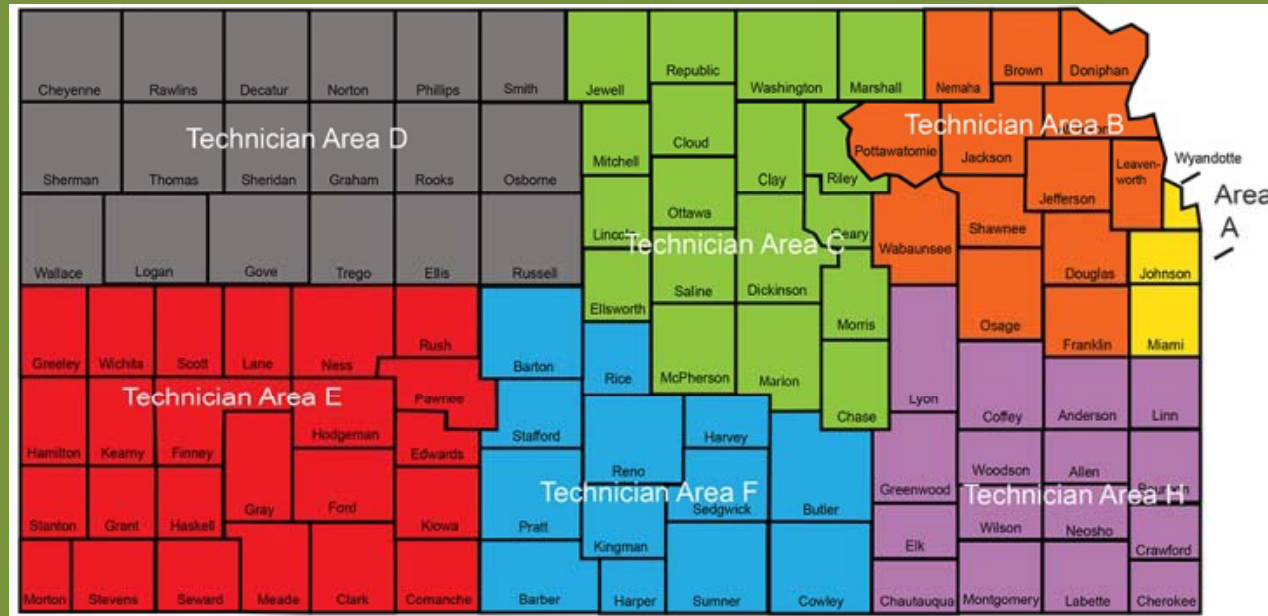 Cheyenne Rawlins Decatur Norton Phillips Smith Jewell Republic Washington Marshall Nemaha Brown Doniphan
Technician Area D
Technician Area B
Sherman Thomas Sheridan Graham Rooks Osborne Mitchell Cloud Clay Riley Pottawatomie Jackson Jefferson Leaven-
worth
Wyandotte
Area
A
Wallace Logan Gove Trego Ellis Russell Lincoln Ottawa Geary Wabaunsee Shawnee Douglas Johnson
Technician Area C
Ellsworth Saline Dickinson Morris Osage Franklin Miami
Greeley Wichita Scott Lane Ness Rush Barton Rice McPherson Marion Chase Lyon Coffey Anderson Linn
Technician Area E
Pawnee
Hamilton Kearny Finney Hodgeman Edwards Stafford Reno Harvey Butler Greenwood Woodson Allen
Technician Area F
Technician Area H
Stanton Grant Haskell Gray Ford Kiowa Pratt Kingman Sedgwick Elk Wilson Neosho Crawford
Morton Stevens Seward Meade Clark Comanche Barber Harper Sumner Cowley Chautauqua Montgomery Labette Cherokee